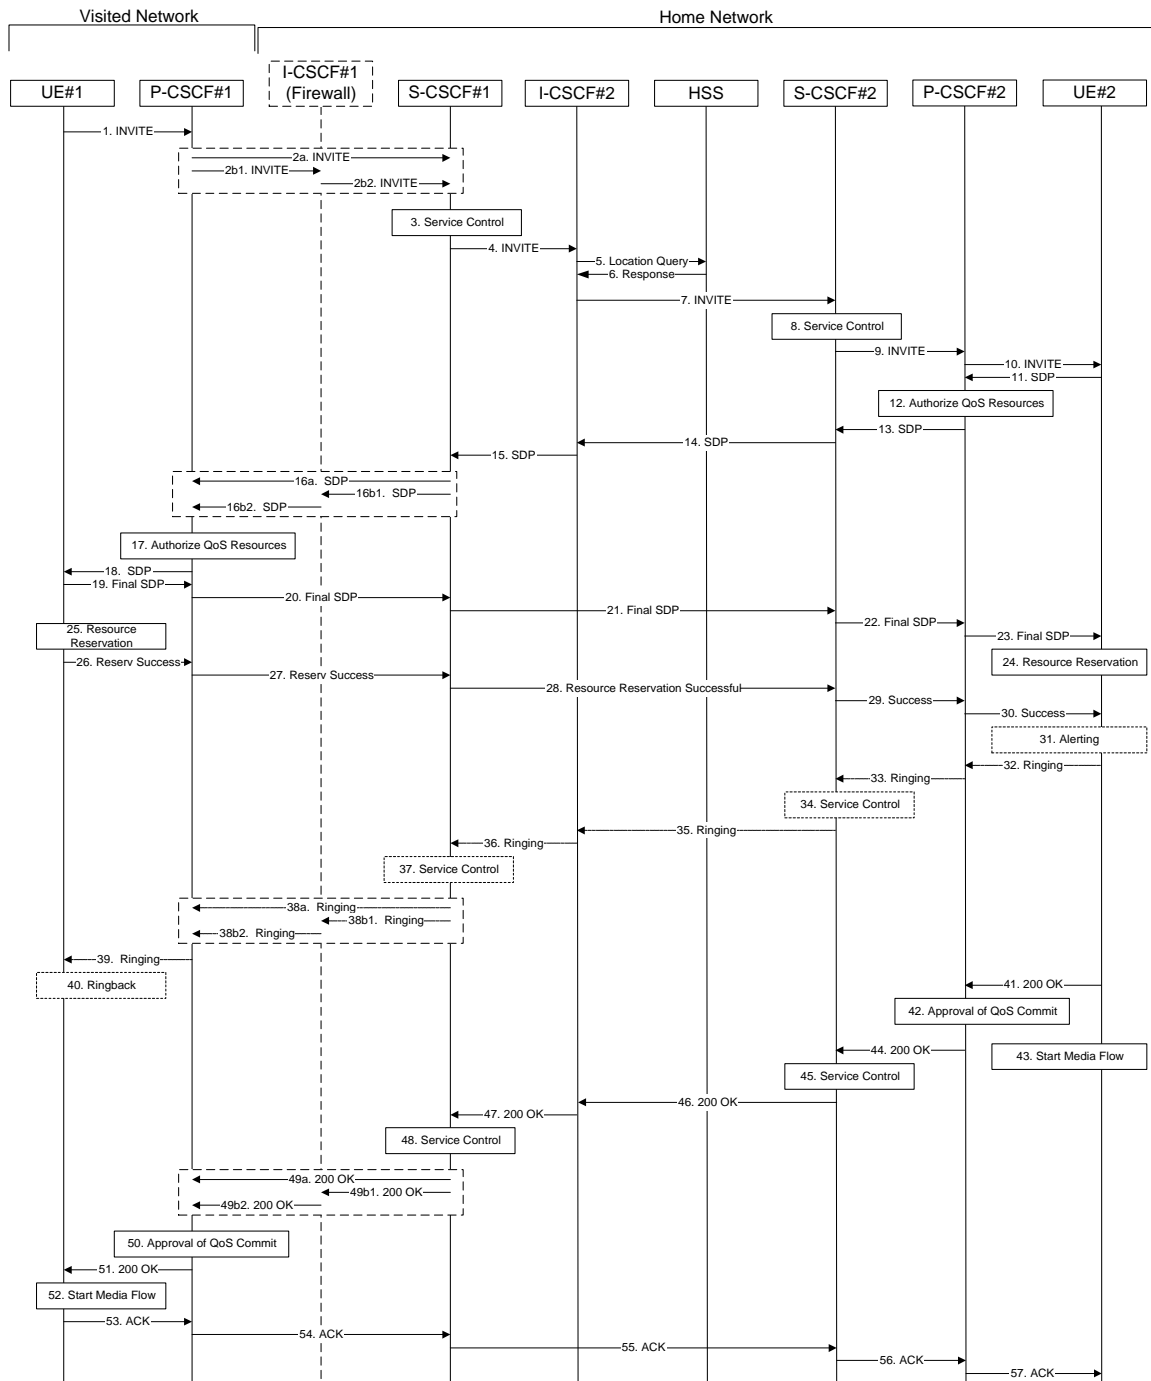 Visited Network
Home Network
UE#1
P-CSCF#1
I-CSCF#1
(Firewall)
S-CSCF#1
I-CSCF#2
HSS
S-CSCF#2
P-CSCF#2
UE#2
1. INVITE
2a. INVITE
2b1. INVITE
2b2. INVITE
3. Service Control
4. INVITE
5. Location Query
6. Response
7. INVITE
8. Service Control
9. INVITE
10. INVITE
11. SDP
12. Authorize QoS Resources
13. SDP
14. SDP
15. SDP
16a. SDP
16b1. SDP
16b2. SDP
17. Authorize QoS Resources
18. SDP
19. Final SDP
20. Final SDP
21. Final SDP
22. Final SDP
23. Final SDP
25. Resource
Reservation
24. Resource Reservation
26. Reserv Success
27. Reserv Success
28. Resource Reservation Successful
29. Success
30. Success
31. Alerting
32. Ringing
33. Ringing
34. Service Control
35. Ringing
36. Ringing
37. Service Control
38a. Ringing
38b1. Ringing
38b2. Ringing
39. Ringing
40. Ringback
41. 200 OK
42. Approval of QoS Commit
44. 200 OK
43. Start Media Flow
45. Service Control
46. 200 OK
47. 200 OK
48. Service Control
49a. 200 OK
49b1. 200 OK
49b2. 200 OK
50. Approval of QoS Commit
51. 200 OK
52. Start Media Flow
53. ACK
54. ACK
55. ACK
56. ACK
57. ACK